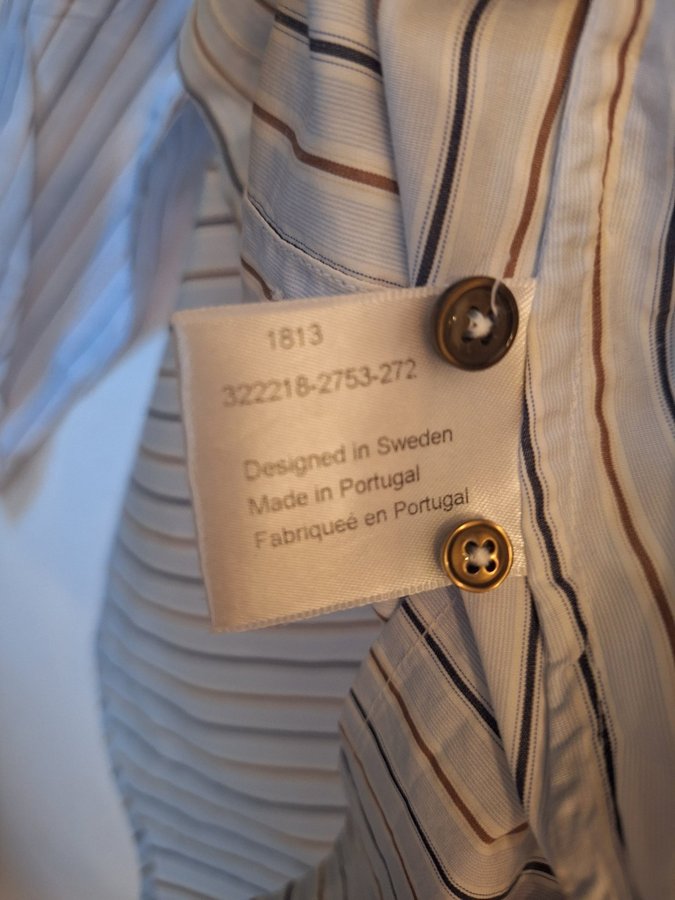 1813
322218-2753-272
Designed in Sweden
Made in Portugal
Fabriqueé en Portugal